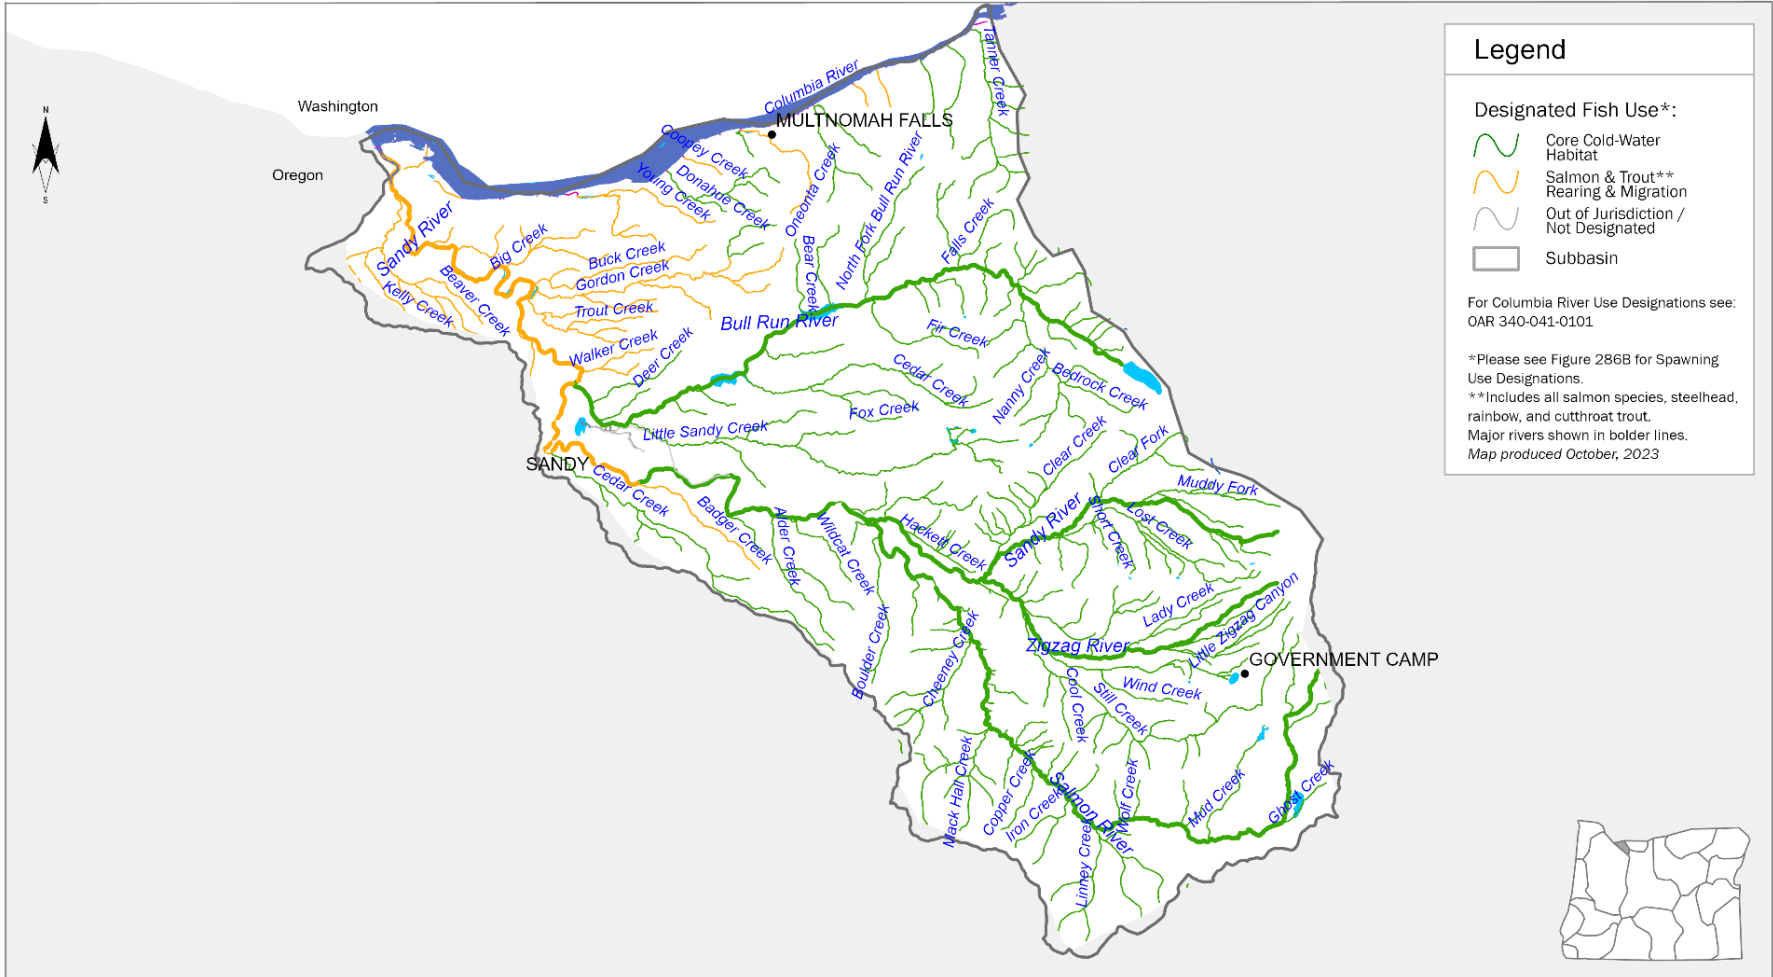 Legend
Designated Fish Use*:
Core Cold-Water
Habitat
Salmon & Trout**
Rearing & Migration
Out of Jurisdiction /
Not Designated
Subbasin
For Columbia River Use Designations see:
OAR 340-041-0101
*Please see Figure 286B for Spawning
Use Designations.
**Includes all salmon species, steelhead,
rainbow, and cutthroat trout.
Major rivers shown in bolder lines.
Map produced October, 2023
N
S
Washington
Oregon
Columbia River
Tanner Creek
MULTNOMAH FALLS
Coopey Creek
Young Creek
Donahue Creek
Oneonta Creek
North Fork Bull Run River
Bear Creek
Falls Creek
Sandy River
Big Creek
Buck Creek
Gordon Creek
Beaver Creek
Kelly Creek
Trout Creek
Walker Creek
Deer Creek
Bull Run River
Fir Creek
Cedar Creek
Nanny Creek
Bedrock Creek
Fox Creek
Little Sandy Creek
Clear Creek
Clear Fork
SANDY
Cedar Creek
Badger Creek
Alder Creek
Wildcat Creek
Hackett Creek
Sandy River
Short Creek
Lost Creek
Muddy Fork
Lady Creek
Little Zigzag Canyon
Zigzag River
GOVERNMENT CAMP
Boulder Creek
Cheeney Creek
Cool Creek
Still Creek
Wind Creek
Mack Hall Creek
Copper Creek
Iron Creek
Salmon River
Wolf Creek
Linney Creek
Mud Creek
Ghost Creek